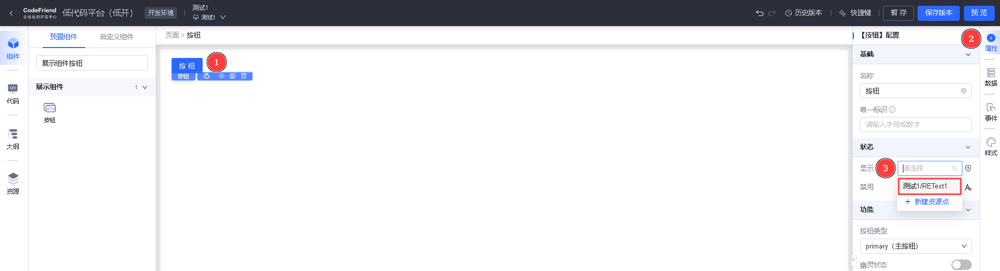 CodeFriend
企业应用开发中心
低代码平台（低开）
开发环境
测试1
测试1
历史版本
快捷键
暂 存
保存版本
预 览
组件
代码
大纲
资源
预置组件
自定义组件
展示组件按钮
展示组件
1
BTN
按钮
页面 > 按钮
按 钮
1
按钮
【按钮】配置
2
基础
名称
按钮
唯一标识
请输入字母或数字
状态
显示
3
请选择
禁用
测试1/REText1
+ 新建资源点
功能
按钮类型
primary（主按钮）
幽灵状态
属性
数据
事件
样式